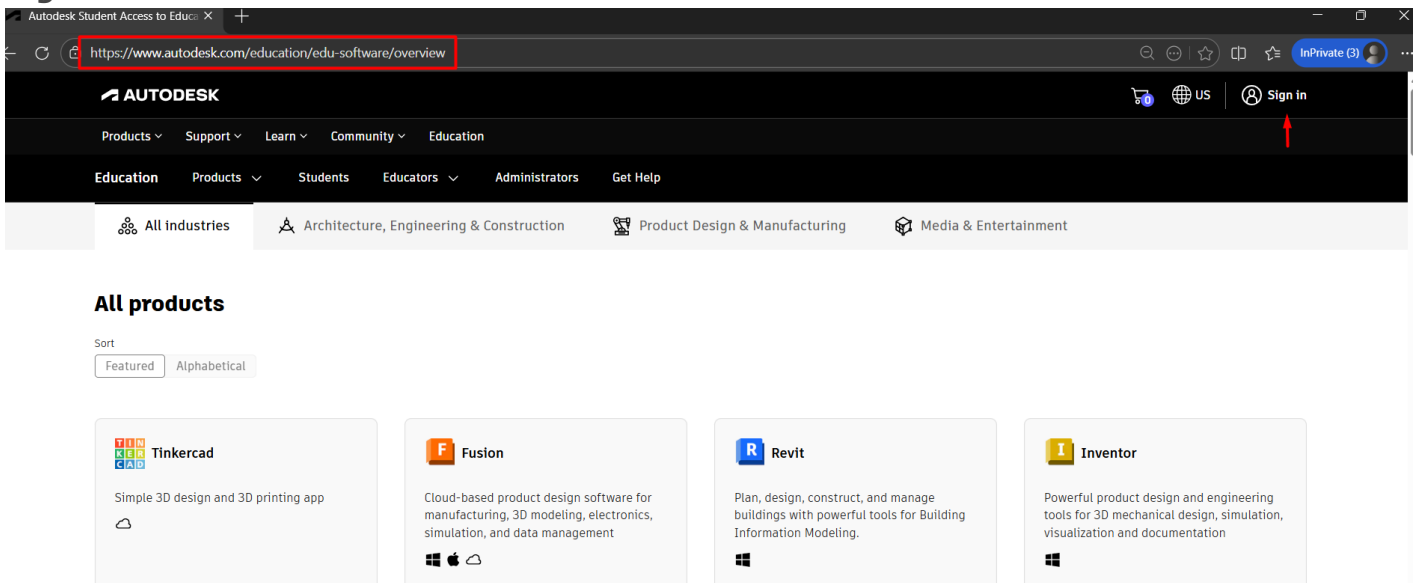 Autodesk Student Access to Educa
https://www.autodesk.com/education/edu-software/overview
InPrivate (3)
AUTODESK
0
US
Sign in
Products
Support
Learn
Community
Education
Education
Products
Students
Educators
Administrators
Get Help
All industries
Architecture, Engineering & Construction
Product Design & Manufacturing
Media & Entertainment
All products
Sort
Featured
Alphabetical
TINKERCAD
Tinkercad
Simple 3D design and 3D printing app
F
Fusion
Cloud-based product design software for
manufacturing, 3D modeling, electronics,
simulation, and data management
R
Revit
Plan, design, construct, and manage
buildings with powerful tools for Building
Information Modeling.
I
Inventor
Powerful product design and engineering
tools for 3D mechanical design, simulation,
visualization and documentation